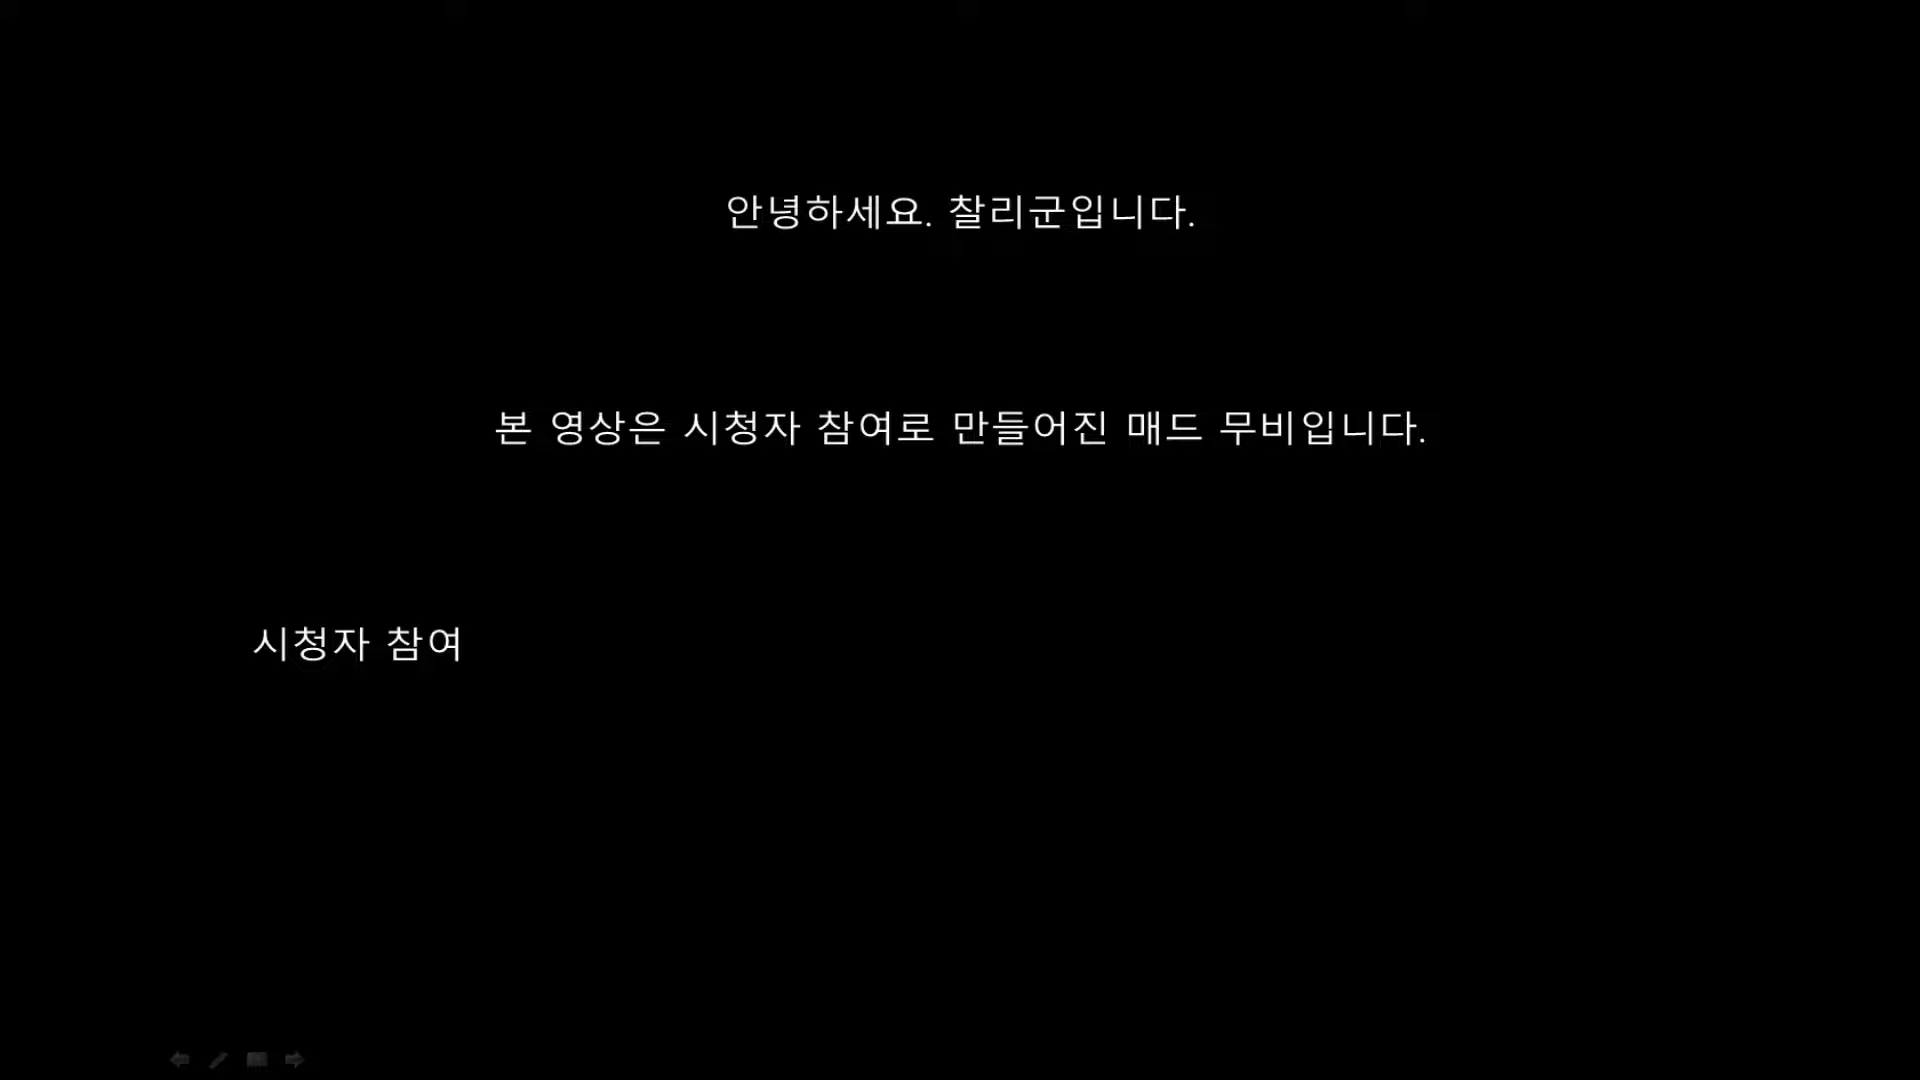 안녕하세요. 찰리군입니다.
본 영상은 시청자 참여로 만들어진 매드 무비입니다.
시청자 참여